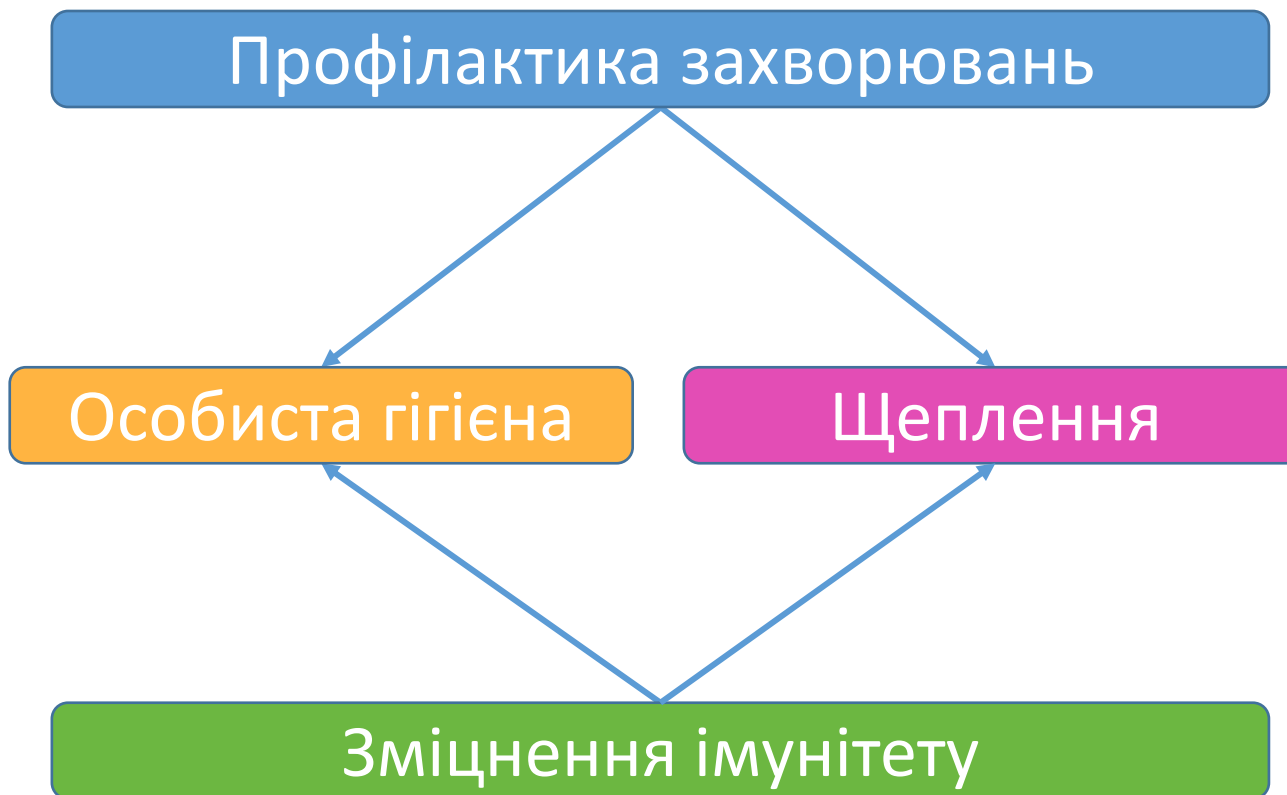 Профілактика захворювань
Особиста гігієна
Щеплення
Зміцнення імунітету